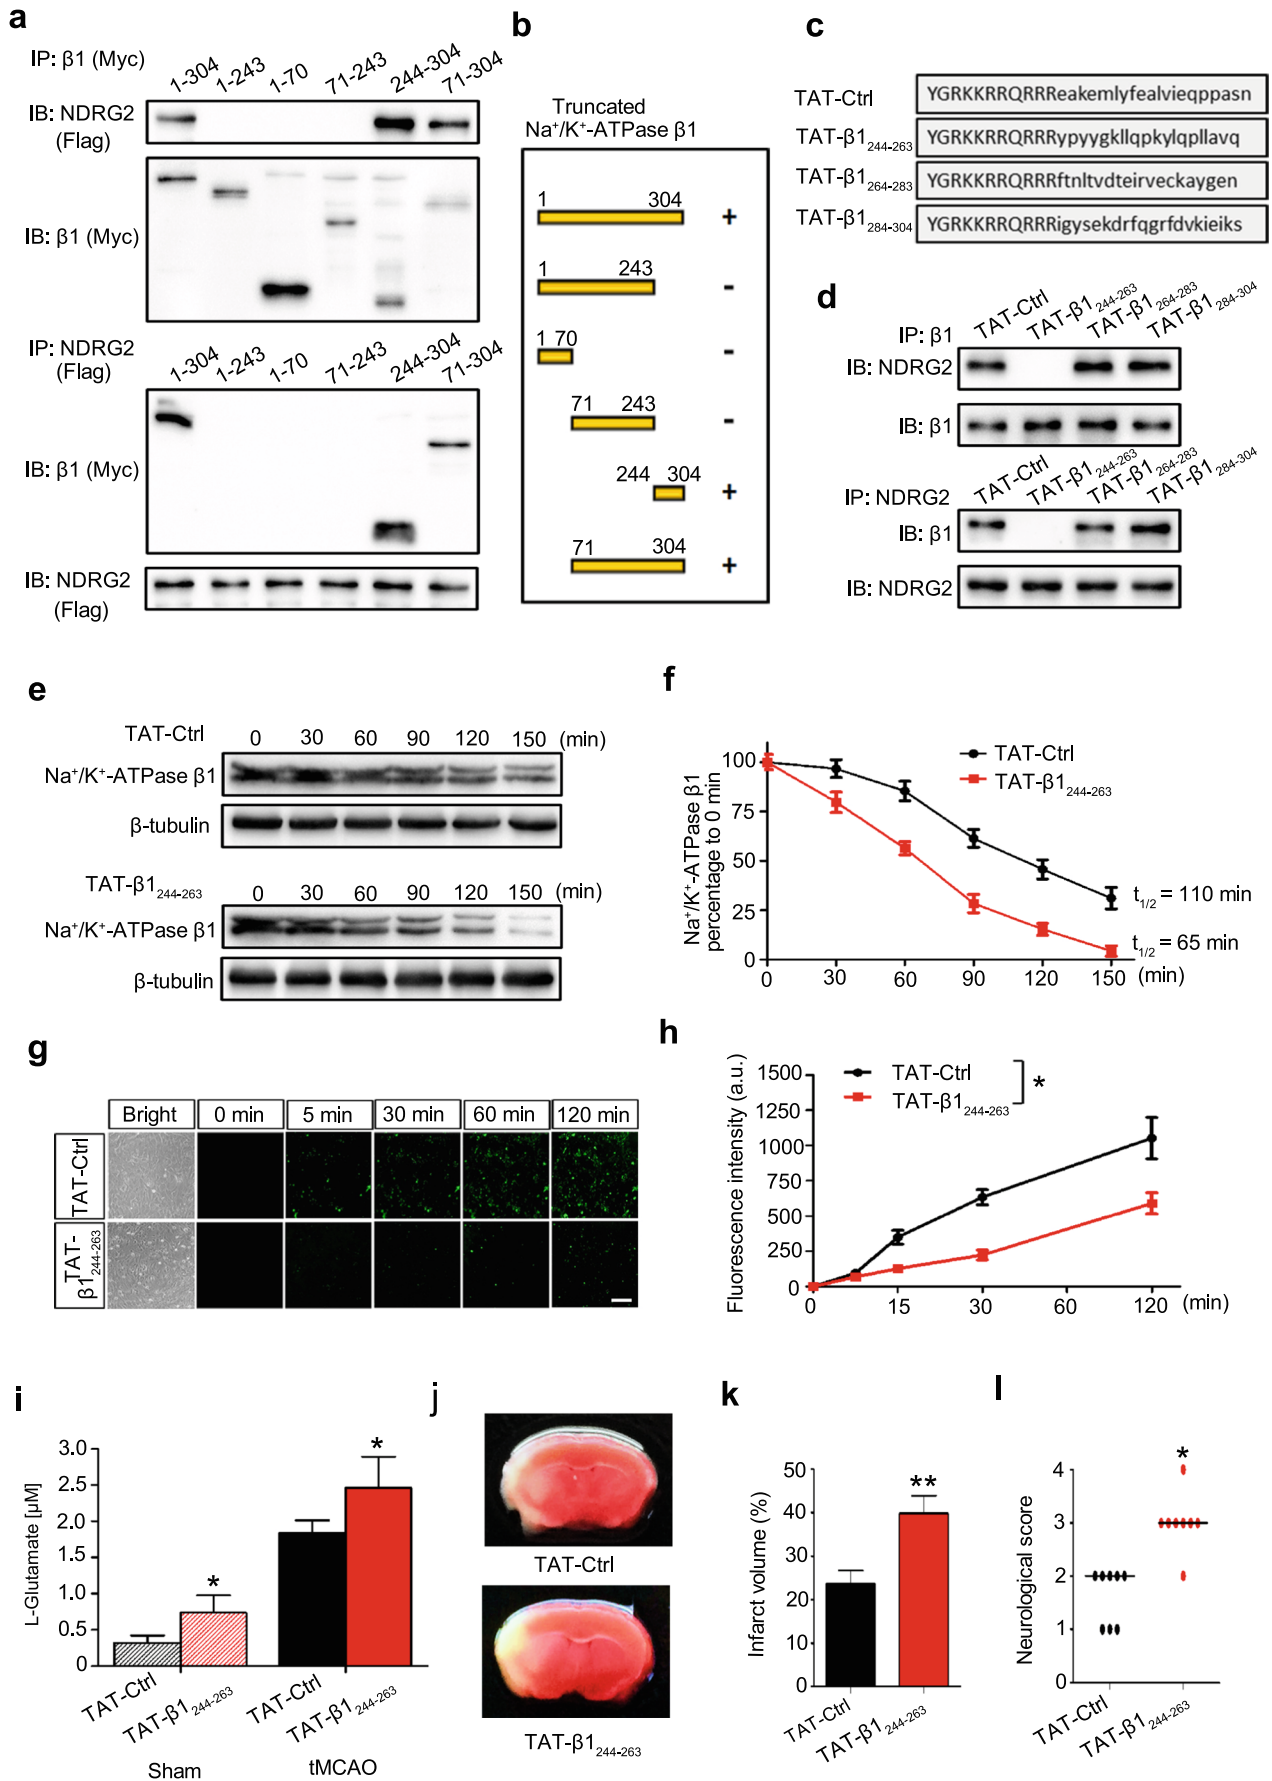 a
IP: β1 (Myc)
1-304 1-243 1-70 71-243 244-304 71-304
IB: NDRG2
(Flag)
IB: β1 (Myc)
IP: NDRG2
(Flag)
1-304 1-243 1-70 71-243 244-304 71-304
IB: β1 (Myc)
IB: NDRG2
(Flag)
b
Truncated
Na⁺/K⁺-ATPase β1
1 304 +
1 243 -
1 70 -
71 243 -
244 304 +
71 304 +
c
TAT-Ctrl YGRKKRRQRRReakemlyfealvieqppasn
TAT-β1244-263 YGRKKRRQRRRypyygkllqpkylqpllavq
TAT-β1264-283 YGRKKRRQRRRftnltvdteirveckaygen
TAT-β1284-304 YGRKKRRQRRRigysekdrfqgrfdvkieiks
d
TAT-Ctrl TAT-β1244-263 TAT-β1264-283 TAT-β1284-304
IP: β1
IB: NDRG2
IB: β1
TAT-Ctrl TAT-β1244-263 TAT-β1264-283 TAT-β1284-304
IP: NDRG2
IB: β1
IB: NDRG2
e
TAT-Ctrl 0 30 60 90 120 150 (min)
Na⁺/K⁺-ATPase β1
β-tubulin
TAT-β1244-263 0 30 60 90 120 150 (min)
Na⁺/K⁺-ATPase β1
β-tubulin
f
Na⁺/K⁺-ATPase β1
percentage to 0 min
100
75
50
25
0
TAT-Ctrl
TAT-β1244-263
t1/2 = 110 min
t1/2 = 65 min
0 30 60 90 120 150 (min)
g
Bright 0 min 5 min 30 min 60 min 120 min
TAT-Ctrl
TAT-
β1244-263
h
Fluorescence intensity (a.u.)
1500
1250
1000
750
500
250
0
TAT-Ctrl
TAT-β1244-263
*
0 15 30 60 120 (min)
i
L-Glutamate [μM]
3.0
2.5
2.0
1.5
1.0
0.5
0
*
*
TAT-Ctrl TAT-β1244-263 TAT-Ctrl TAT-β1244-263
Sham tMCAO
j
TAT-Ctrl
TAT-β1244-263
k
Infarct volume (%)
50
40
30
20
10
0
**
TAT-Ctrl TAT-β1244-263
l
Neurological score
4
3
2
1
0
*
TAT-Ctrl TAT-β1244-263